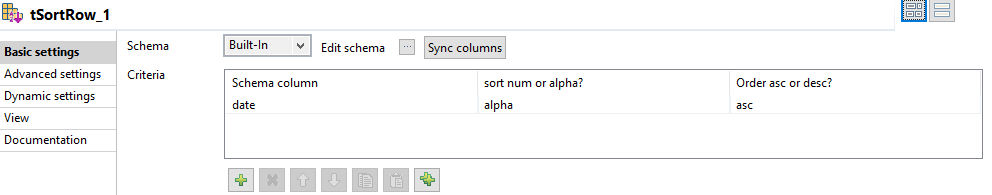 tSortRow_1
Basic settings
Advanced settings
Dynamic settings
View
Documentation
Schema Built-In Edit schema ... Sync columns
Criteria
Schema column sort num or alpha? Order asc or desc?
date alpha asc